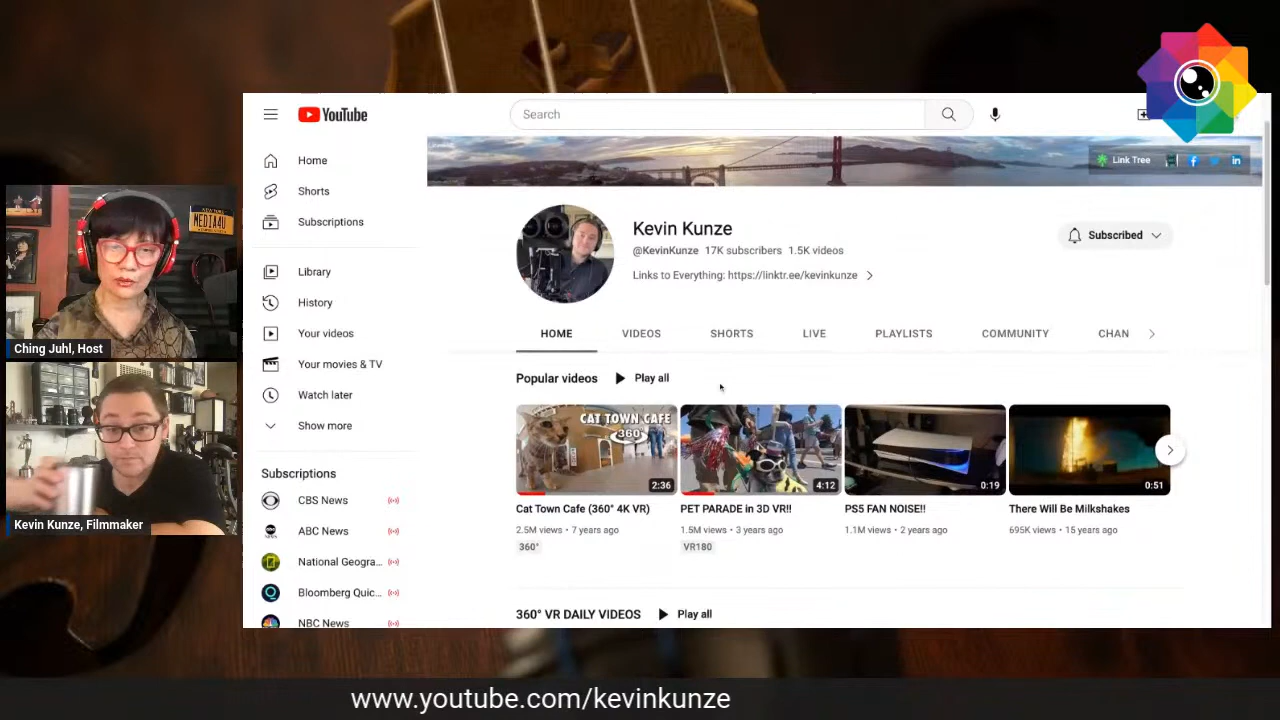 YouTube
Search
Home
Shorts
Subscriptions
Library
History
Your videos
Your movies & TV
Watch later
Show more
Subscriptions
CBS News
ABC News
National Geogra...
Bloomberg Quic...
NBC News
Link Tree
Kevin Kunze
@KevinKunze 17K subscribers 1.5K videos
Links to Everything: https://linktr.ee/kevinkunze
Subscribed
HOME VIDEOS SHORTS LIVE PLAYLISTS COMMUNITY CHAN
Popular videos Play all
CAT TOWN CAFE
360°
2:36
4:12
0:19
0:51
Cat Town Cafe (360° 4K VR)
2.5M views • 7 years ago
360°
PET PARADE in 3D VR!!
1.5M views • 3 years ago
VR180
PS5 FAN NOISE!!
1.1M views • 2 years ago
There Will Be Milkshakes
695K views • 15 years ago
360° VR DAILY VIDEOS Play all
MEDIA4U
Ching Juhl, Host
Kevin Kunze, Filmmaker
www.youtube.com/kevinkunze